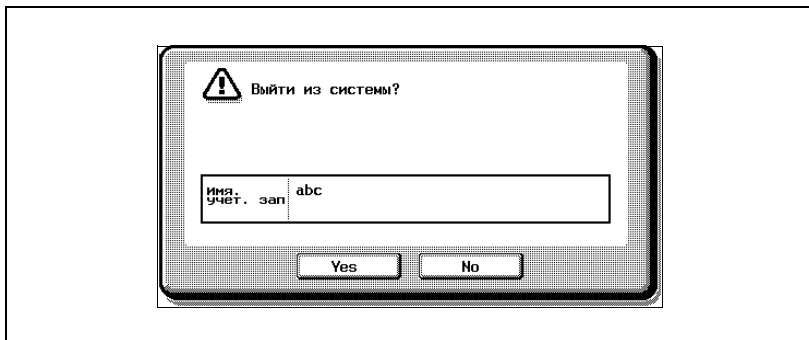 Выйти из системы?
Имя.
учет. зап
abc
Yes
No